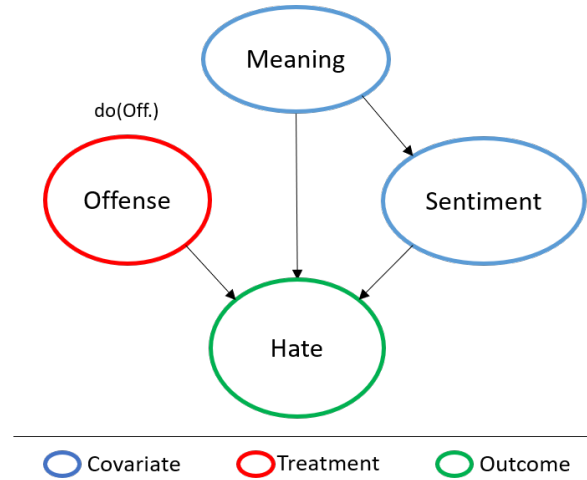 Meaning
do(Off.)
Offense
Sentiment
Hate
Covariate
Treatment
Outcome